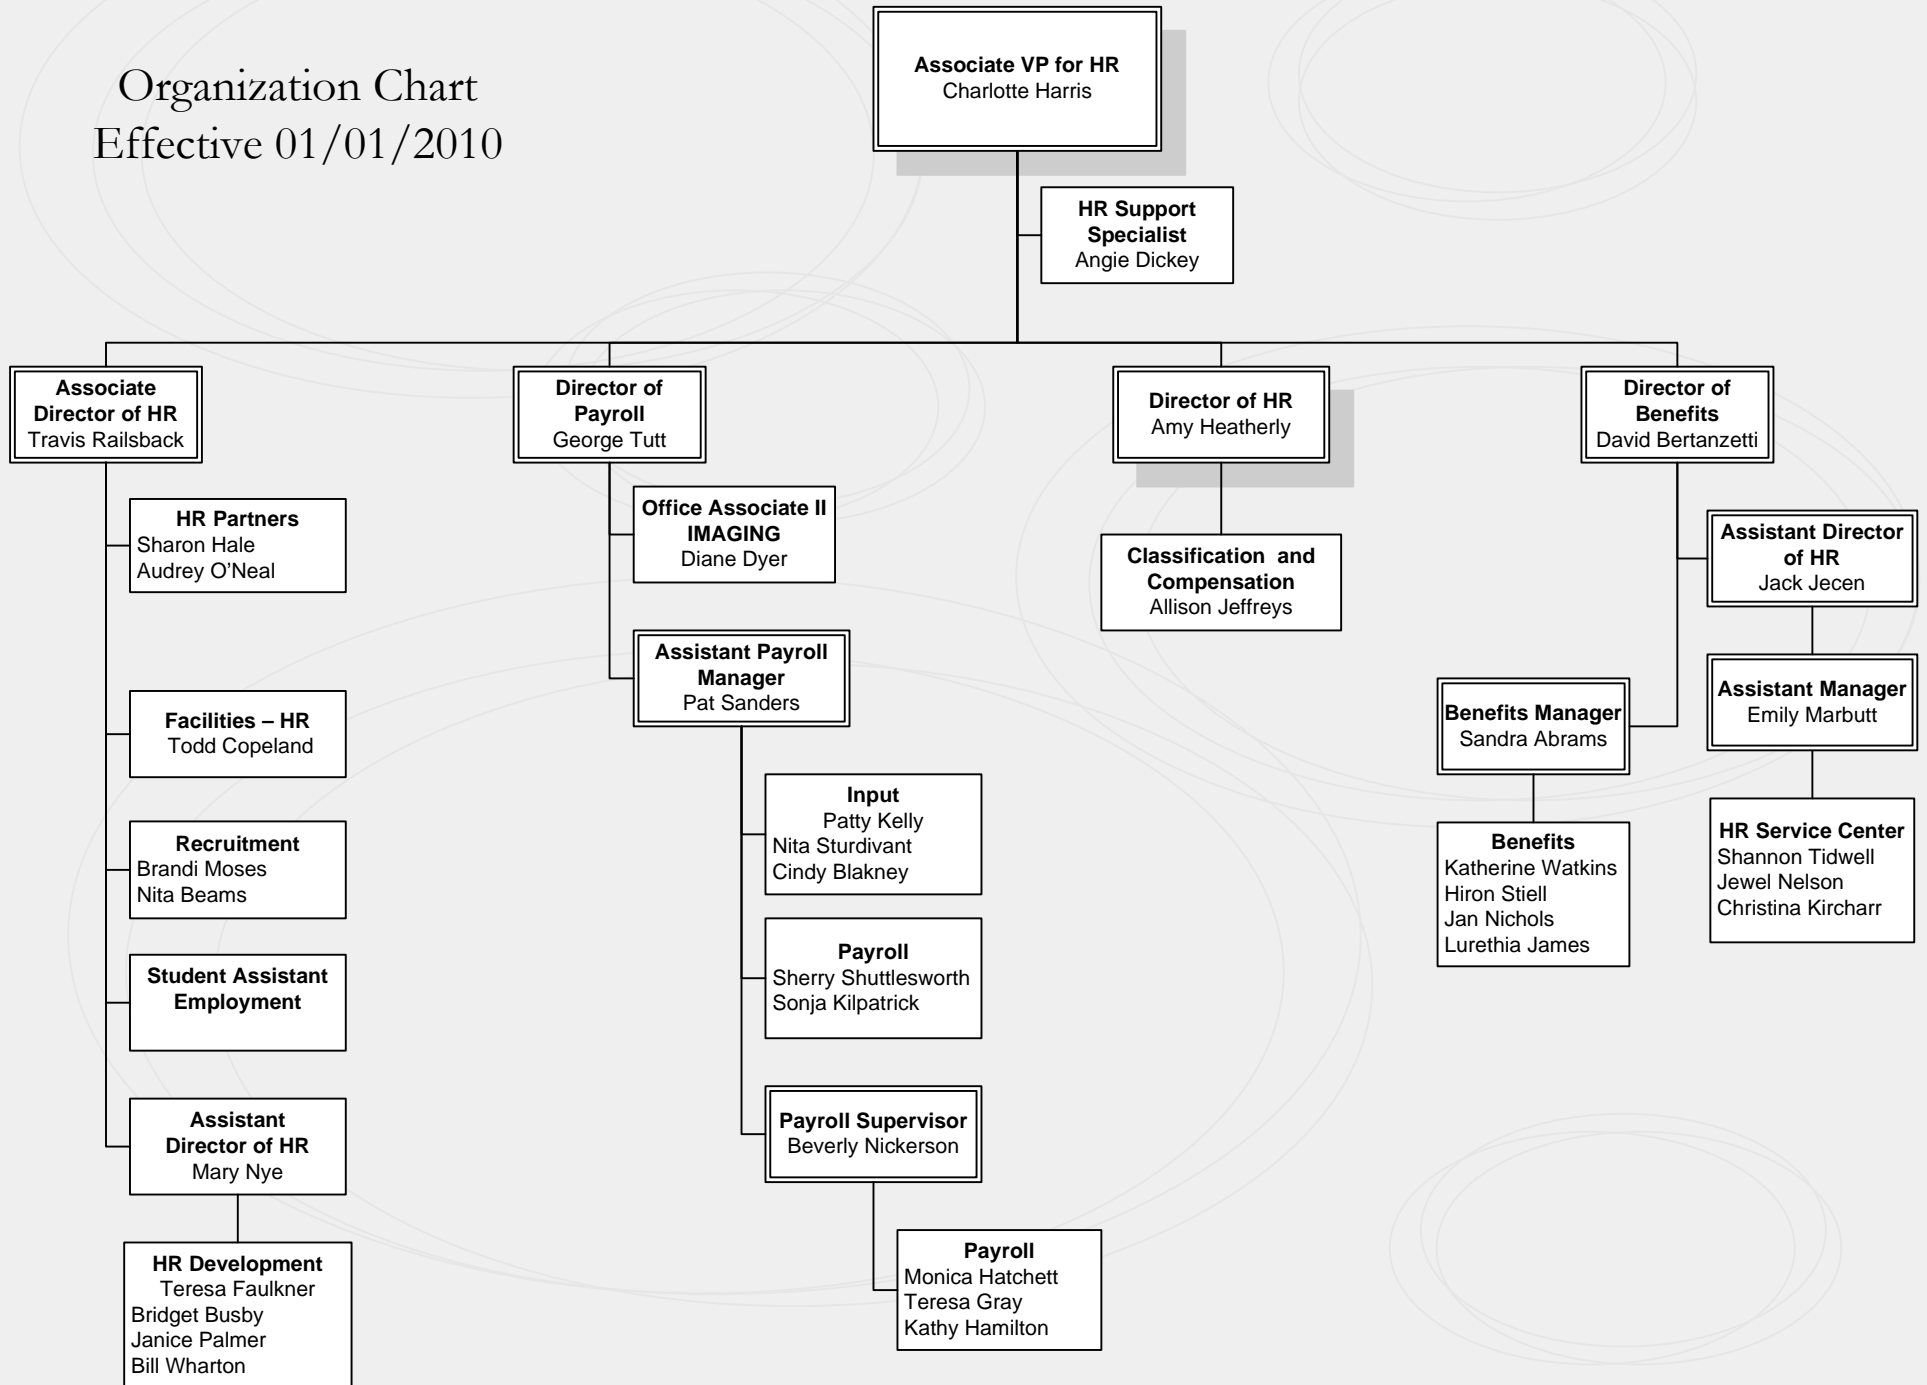 Organization Chart
Effective 01/01/2010
Associate VP for HR
Charlotte Harris
HR Support
Specialist
Angie Dickey
Associate
Director of HR
Travis Railsback
HR Partners
Sharon Hale
Audrey O’Neal
Facilities – HR
Todd Copeland
Recruitment
Brandi Moses
Nita Beams
Student Assistant
Employment
Assistant
Director of HR
Mary Nye
HR Development
Teresa Faulkner
Bridget Busby
Janice Palmer
Bill Wharton
Director of
Payroll
George Tutt
Office Associate II
IMAGING
Diane Dyer
Assistant Payroll
Manager
Pat Sanders
Input
Patty Kelly
Nita Sturdivant
Cindy Blakney
Payroll
Sherry Shuttlesworth
Sonja Kilpatrick
Payroll Supervisor
Beverly Nickerson
Payroll
Monica Hatchett
Teresa Gray
Kathy Hamilton
Director of HR
Amy Heatherly
Classification and
Compensation
Allison Jeffreys
Director of
Benefits
David Bertanzetti
Assistant Director
of HR
Jack Jecen
Assistant Manager
Emily Marbutt
HR Service Center
Shannon Tidwell
Jewel Nelson
Christina Kircharr
Benefits Manager
Sandra Abrams
Benefits
Katherine Watkins
Hiron Stiell
Jan Nichols
Lurethia James